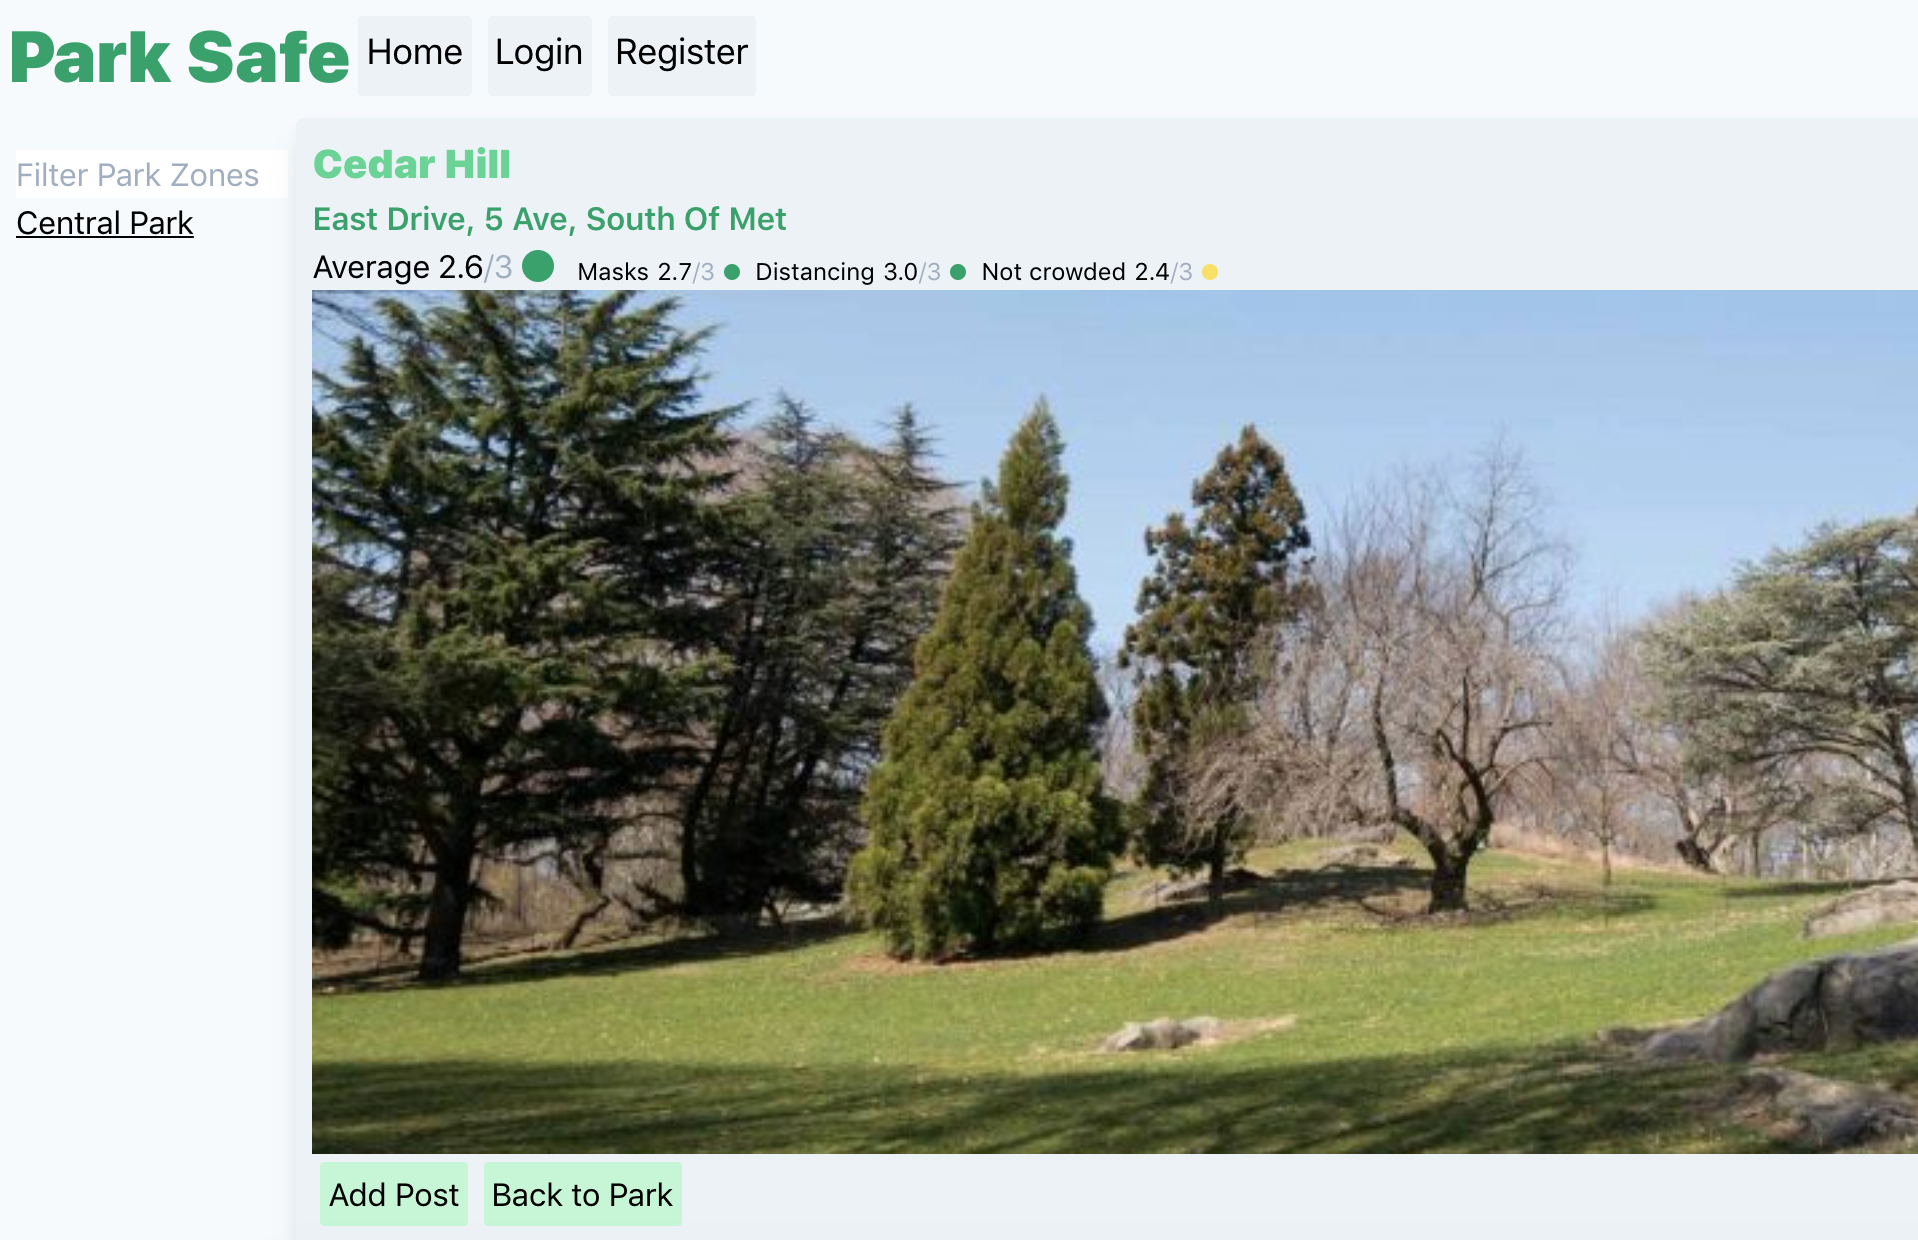 Park Safe Home Login Register
Filter Park Zones
Central Park
Cedar Hill
East Drive, 5 Ave, South Of Met
Average 2.6/3 Masks 2.7/3 Distancing 3.0/3 Not crowded 2.4/3
Add Post Back to Park